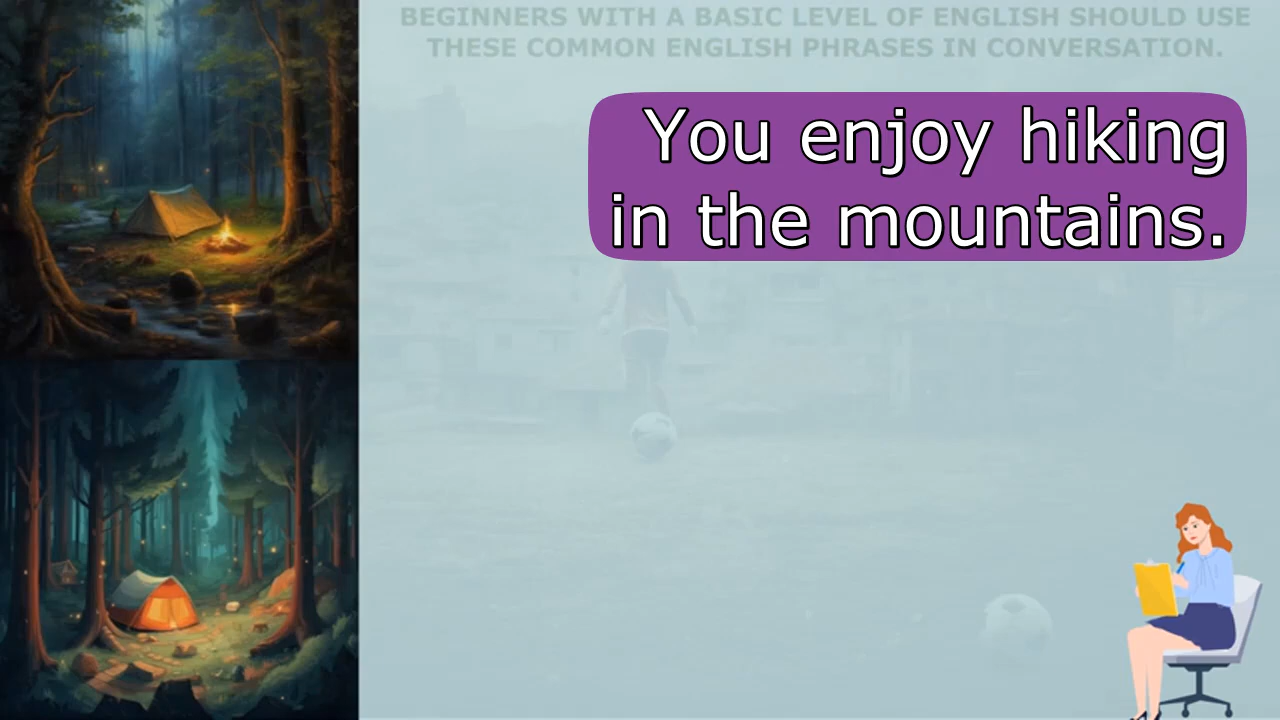 BEGINNERS WITH A BASIC LEVEL OF ENGLISH SHOULD USE
THESE COMMON ENGLISH PHRASES IN CONVERSATION.
You enjoy hiking
in the mountains.